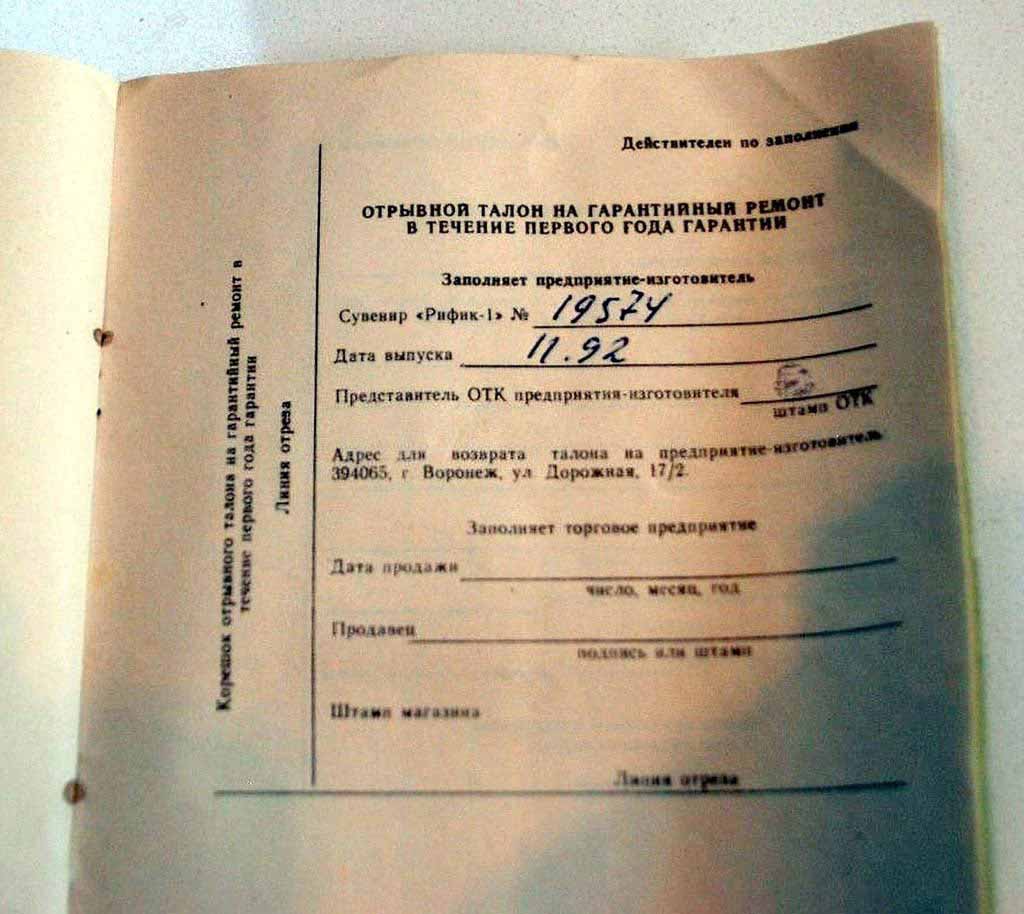 Действителен по заполнении
ОТРЫВНОЙ ТАЛОН НА ГАРАНТИЙНЫЙ РЕМОНТ
В ТЕЧЕНИЕ ПЕРВОГО ГОДА ГАРАНТИИ
Заполняет предприятие-изготовитель
Сувенир «Рифик-1» № 19574
Дата выпуска 11.92
Представитель ОТК предприятия-изготовителя
штамп ОТК
Адрес для возврата талона на предприятие-изготовитель
394065, г. Воронеж, ул Дорожная, 17/2.
Заполняет торговое предприятие
Дата продажи
число, месяц, год
Продавец
подпись или штамп
Штамп магазина
Линия отреза
Корешок отрывного талона на гарантийный ремонт в
течение первого года гарантии
Линия отреза